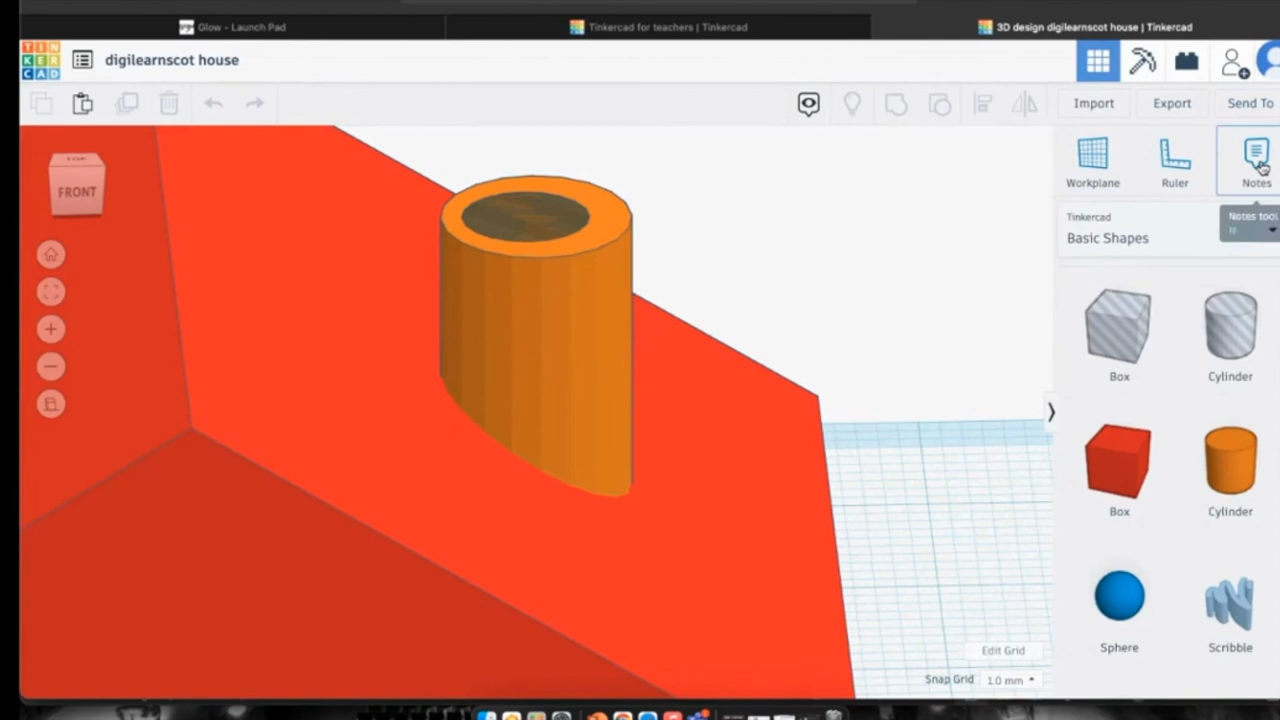 Glow - Launch Pad
Tinkercad for teachers | Tinkercad
3D design digilearnscot house | Tinkercad
TIN
KER
CAD
digilearnscot house
Import
Export
Send To
TOP
FRONT
Workplane
Ruler
Notes
Tinkercad
Basic Shapes
Notes tool
N
Box
Cylinder
Box
Cylinder
Sphere
Scribble
Edit Grid
Snap Grid
1.0 mm